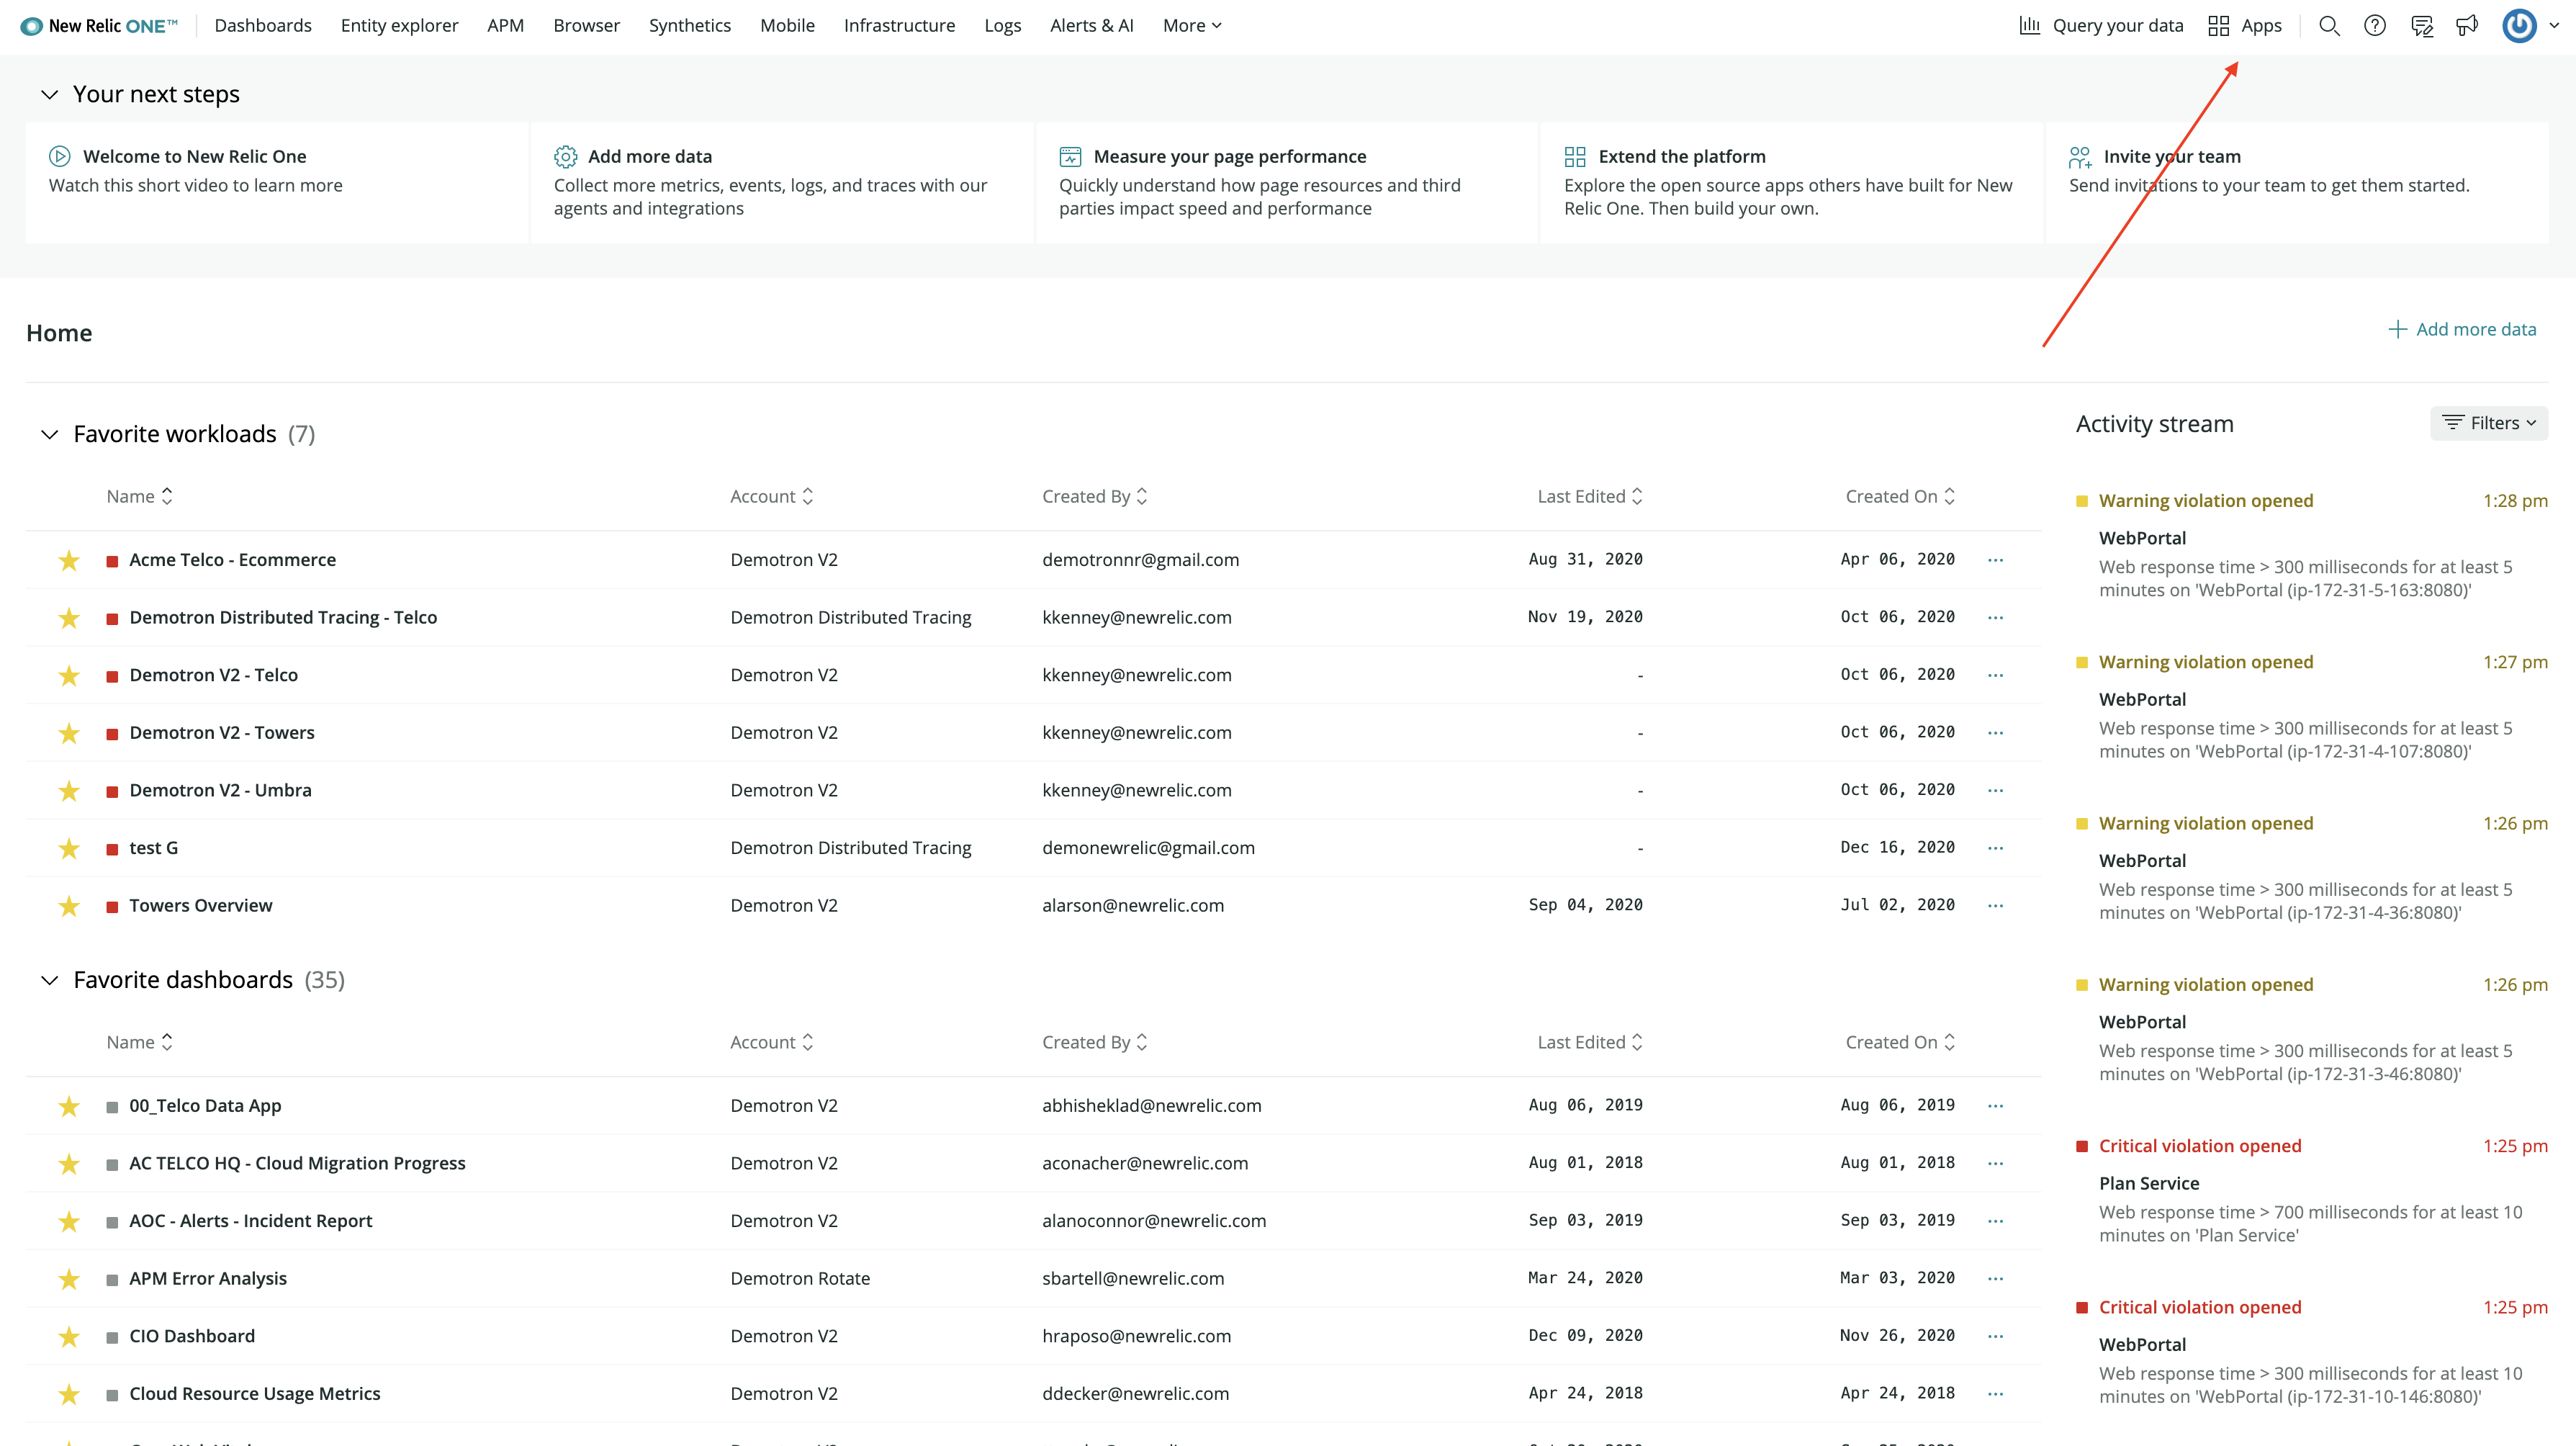 New Relic ONE™ Dashboards Entity explorer APM Browser Synthetics Mobile Infrastructure Logs Alerts & AI More Query your data Apps
Your next steps
Welcome to New Relic One
Watch this short video to learn more
Add more data
Collect more metrics, events, logs, and traces with our
agents and integrations
Measure your page performance
Quickly understand how page resources and third
parties impact speed and performance
Extend the platform
Explore the open source apps others have built for New
Relic One. Then build your own.
Invite your team
Send invitations to your team to get them started.
Home
Add more data
Favorite workloads (7)
Name Account Created By Last Edited Created On
Acme Telco - Ecommerce Demotron V2 demotronnr@gmail.com Aug 31, 2020 Apr 06, 2020 ...
Demotron Distributed Tracing - Telco Demotron Distributed Tracing kkenney@newrelic.com Nov 19, 2020 Oct 06, 2020 ...
Demotron V2 - Telco Demotron V2 kkenney@newrelic.com - Oct 06, 2020 ...
Demotron V2 - Towers Demotron V2 kkenney@newrelic.com - Oct 06, 2020 ...
Demotron V2 - Umbra Demotron V2 kkenney@newrelic.com - Oct 06, 2020 ...
test G Demotron Distributed Tracing demonewrelic@gmail.com - Dec 16, 2020 ...
Towers Overview Demotron V2 alarson@newrelic.com Sep 04, 2020 Jul 02, 2020 ...
Favorite dashboards (35)
Name Account Created By Last Edited Created On
00_Telco Data App Demotron V2 abhisheklad@newrelic.com Aug 06, 2019 Aug 06, 2019 ...
AC TELCO HQ - Cloud Migration Progress Demotron V2 aconacher@newrelic.com Aug 01, 2018 Aug 01, 2018 ...
AOC - Alerts - Incident Report Demotron V2 alanoconnor@newrelic.com Sep 03, 2019 Sep 03, 2019 ...
APM Error Analysis Demotron Rotate sbartell@newrelic.com Mar 24, 2020 Mar 03, 2020 ...
CIO Dashboard Demotron V2 hraposo@newrelic.com Dec 09, 2020 Nov 26, 2020 ...
Cloud Resource Usage Metrics Demotron V2 ddecker@newrelic.com Apr 24, 2018 Apr 24, 2018 ...
Activity stream Filters
Warning violation opened 1:28 pm
WebPortal
Web response time > 300 milliseconds for at least 5
minutes on 'WebPortal (ip-172-31-5-163:8080)'
Warning violation opened 1:27 pm
WebPortal
Web response time > 300 milliseconds for at least 5
minutes on 'WebPortal (ip-172-31-4-107:8080)'
Warning violation opened 1:26 pm
WebPortal
Web response time > 300 milliseconds for at least 5
minutes on 'WebPortal (ip-172-31-4-36:8080)'
Warning violation opened 1:26 pm
WebPortal
Web response time > 300 milliseconds for at least 5
minutes on 'WebPortal (ip-172-31-3-46:8080)'
Critical violation opened 1:25 pm
Plan Service
Web response time > 700 milliseconds for at least 10
minutes on 'Plan Service'
Critical violation opened 1:25 pm
WebPortal
Web response time > 300 milliseconds for at least 10
minutes on 'WebPortal (ip-172-31-10-146:8080)'